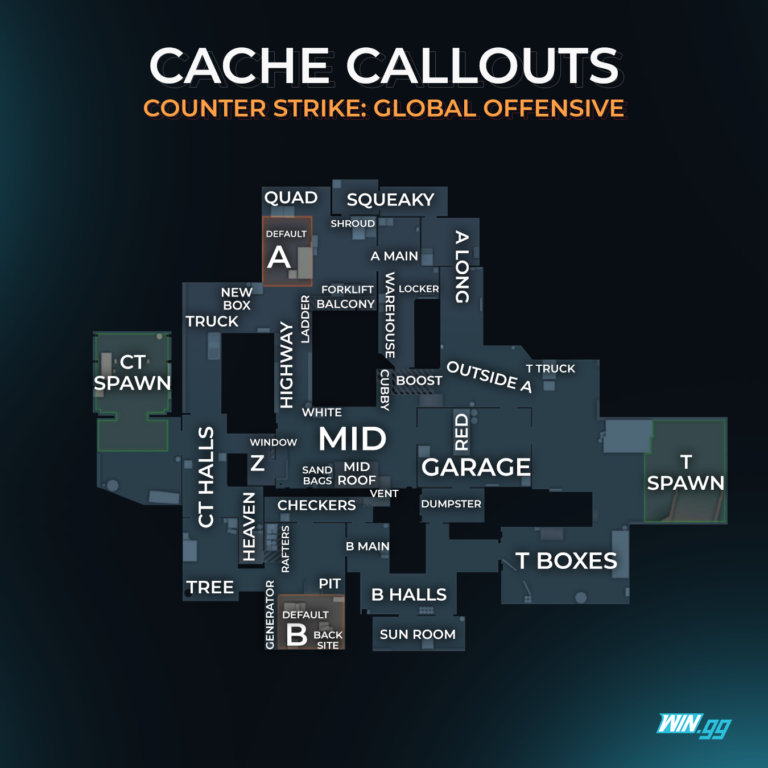 CACHE CALLOUTS
COUNTER STRIKE: GLOBAL OFFENSIVE
QUAD
SQUEAKY
SHROUD
DEFAULT
A
A MAIN
A LONG
NEW
BOX
TRUCK
LADDER
FORKLIFT
BALCONY
WAREHOUSE
LOCKER
CT
SPAWN
HIGHWAY
CUBBY
BOOST
OUTSIDE A
T TRUCK
WHITE
MID
RED
GARAGE
WINDOW
Z
SAND
BAGS
MID
ROOF
CT HALLS
T
SPAWN
HEAVEN
CHECKERS
VENT
DUMPSTER
RAFTERS
B MAIN
T BOXES
TREE
GENERATOR
PIT
B HALLS
DEFAULT
B
BACK
SITE
SUN ROOM
WIN.gg